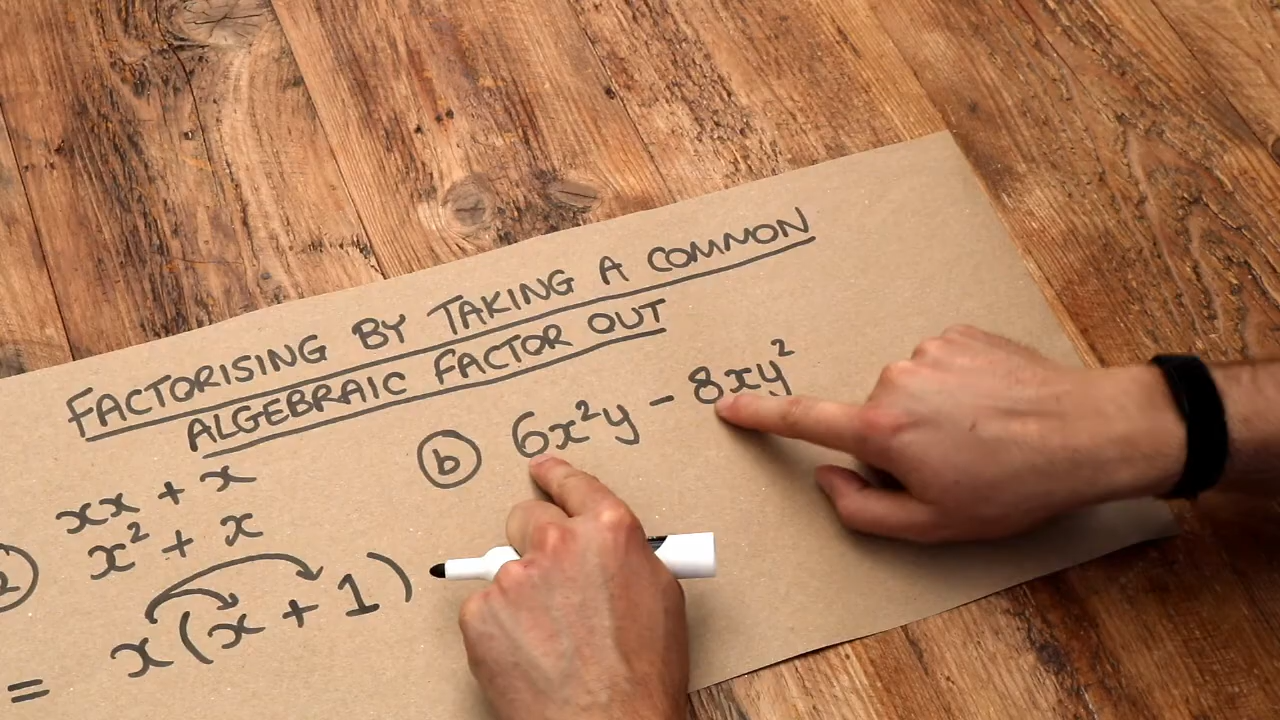 FACTORISING BY TAKING A COMMON
ALGEBRAIC FACTOR OUT
xx + x
x² + x
= x(x + 1)
b 6x²y - 8xy²